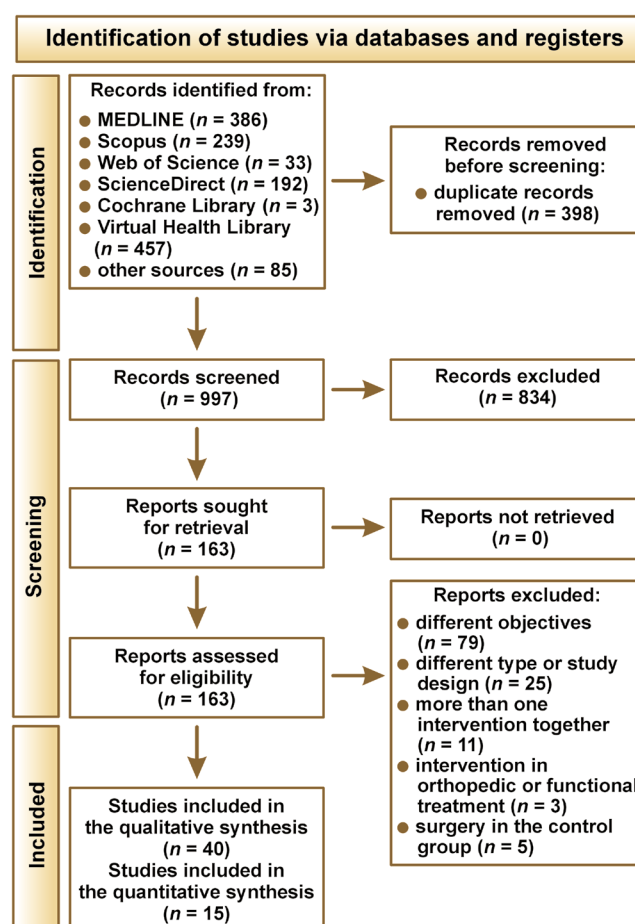 Identification of studies via databases and registers
Identification
Records identified from:
● MEDLINE (n = 386)
● Scopus (n = 239)
● Web of Science (n = 33)
● ScienceDirect (n = 192)
● Cochrane Library (n = 3)
● Virtual Health Library
(n = 457)
● other sources (n = 85)
Records removed
before screening:
● duplicate records
removed (n = 398)
Screening
Records screened
(n = 997)
Records excluded
(n = 834)
Reports sought
for retrieval
(n = 163)
Reports not retrieved
(n = 0)
Reports assessed
for eligibility
(n = 163)
Reports excluded:
● different objectives
(n = 79)
● different type or study
design (n = 25)
● more than one
intervention together
(n = 11)
● intervention in
orthopedic or functional
treatment (n = 3)
● surgery in the control
group (n = 5)
Included
Studies included in
the qualitative synthesis
(n = 40)
Studies included in
the quantitative synthesis
(n = 15)